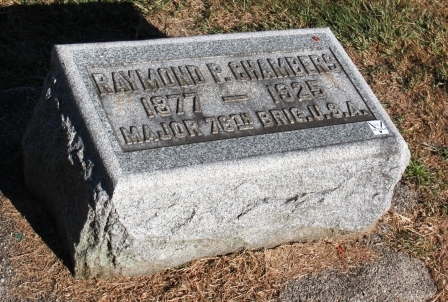 RAYMOND P. CHAMBERS
1877 — 1925
MAJOR 76TH BRIG. U.S.A.